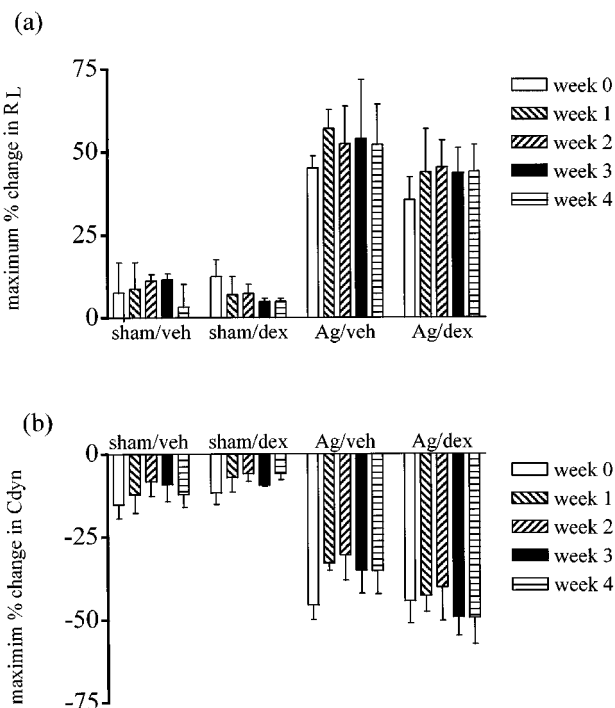 (a)
maximum % change in RL
75
50
25
0
sham/veh sham/dex Ag/veh Ag/dex
week 0
week 1
week 2
week 3
week 4
(b)
maximim % change in Cdyn
sham/veh sham/dex Ag/veh Ag/dex
0
-25
-50
-75
week 0
week 1
week 2
week 3
week 4